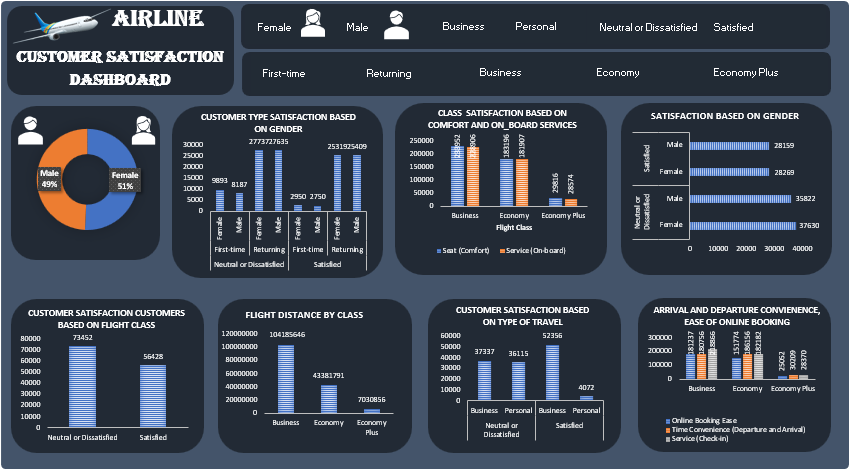 AIRLINE
CUSTOMER SATISFACTION
DASHBOARD
Female
Male
Business
Personal
Neutral or Dissatisfied
Satisfied
First-time
Returning
Business
Economy
Economy Plus
Male
49%
Female
51%
CUSTOMER TYPE SATISFACTION BASED
ON GENDER
30000
25000
20000
15000
10000
5000
0
9893
8187
27737
27635
2950
2750
25319
25409
Female
Male
Female
Male
Female
Male
Female
Male
First-time
Returning
First-time
Returning
Neutral or Dissatisfied
Satisfied
CLASS SATISFACTION BASED ON
COMFORT AND ON_BOARD SERVICES
250000
200000
150000
100000
50000
0
183196
181907
29816
28574
Business
Economy
Economy Plus
Flight Class
Seat (Comfort)
Service (On-board)
SATISFACTION BASED ON GENDER
Satisfied
Male
28159
Female
28269
Neutral or
Dissatisfied
Male
35822
Female
37630
0
10000
20000
30000
40000
CUSTOMER SATISFACTION CUSTOMERS
BASED ON FLIGHT CLASS
80000
70000
60000
50000
40000
30000
20000
10000
0
73452
56428
Neutral or Dissatisfied
Satisfied
FLIGHT DISTANCE BY CLASS
120000000
100000000
80000000
60000000
40000000
20000000
0
104185646
43381791
7030856
Business
Economy
Economy
Plus
CUSTOMER SATISFACTION BASED
ON TYPE OF TRAVEL
60000
50000
40000
30000
20000
10000
0
37337
36115
52356
4072
Business
Personal
Business
Personal
Neutral or
Dissatisfied
Satisfied
ARRIVAL AND DEPARTURE CONVIENENCE,
EASE OF ONLINE BOOKING
300000
200000
100000
0
181237
180756
218866
151774
186156
182182
25062
30209
28370
Business
Economy
Economy Plus
Online Booking Ease
Time Convenience (Departure and Arrival)
Service (Check-in)